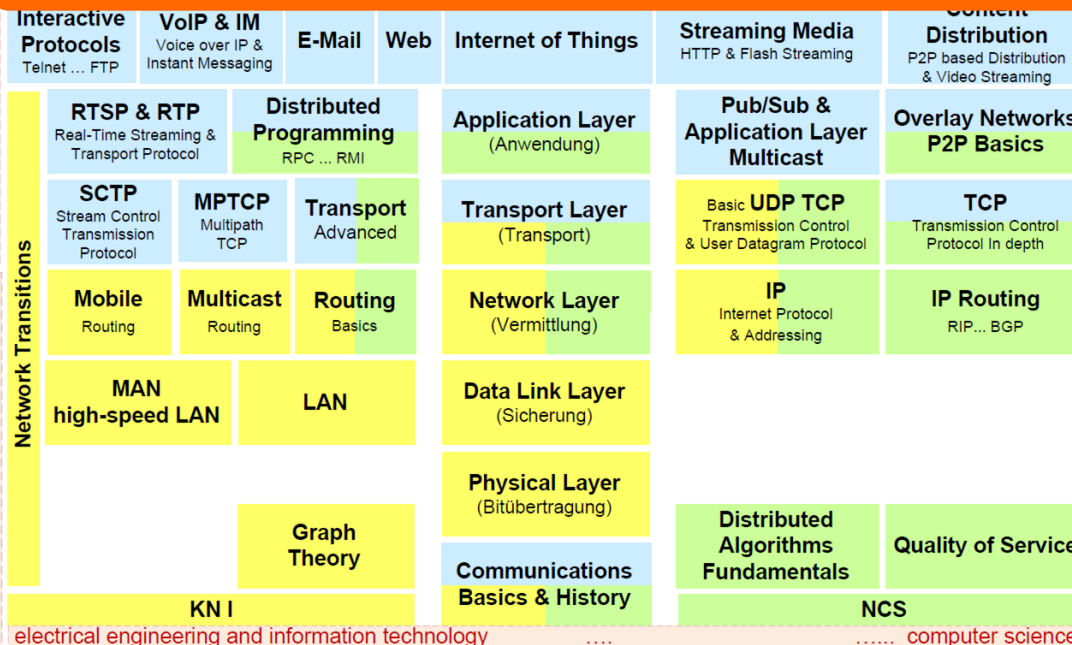 Interactive
Protocols
Telnet ... FTP
VoIP & IM
Voice over IP &
Instant Messaging
E-Mail
Web
Internet of Things
Streaming Media
HTTP & Flash Streaming
Content
Distribution
P2P based Distribution
& Video Streaming
Network Transitions
RTSP & RTP
Real-Time Streaming &
Transport Protocol
Distributed
Programming
RPC ... RMI
Application Layer
(Anwendung)
Pub/Sub &
Application Layer
Multicast
Overlay Networks
P2P Basics
SCTP
Stream Control
Transmission
Protocol
MPTCP
Multipath
TCP
Transport
Advanced
Transport Layer
(Transport)
Basic UDP TCP
Transmission Control
& User Datagram Protocol
TCP
Transmission Control
Protocol In depth
Mobile
Routing
Multicast
Routing
Routing
Basics
Network Layer
(Vermittlung)
IP
Internet Protocol
& Addressing
IP Routing
RIP... BGP
MAN
high-speed LAN
LAN
Data Link Layer
(Sicherung)
Physical Layer
(Bitübertragung)
Graph
Theory
Distributed
Algorithms
Fundamentals
Quality of Service
Communications
Basics & History
KN I
NCS
electrical engineering and information technology .... ...... computer science